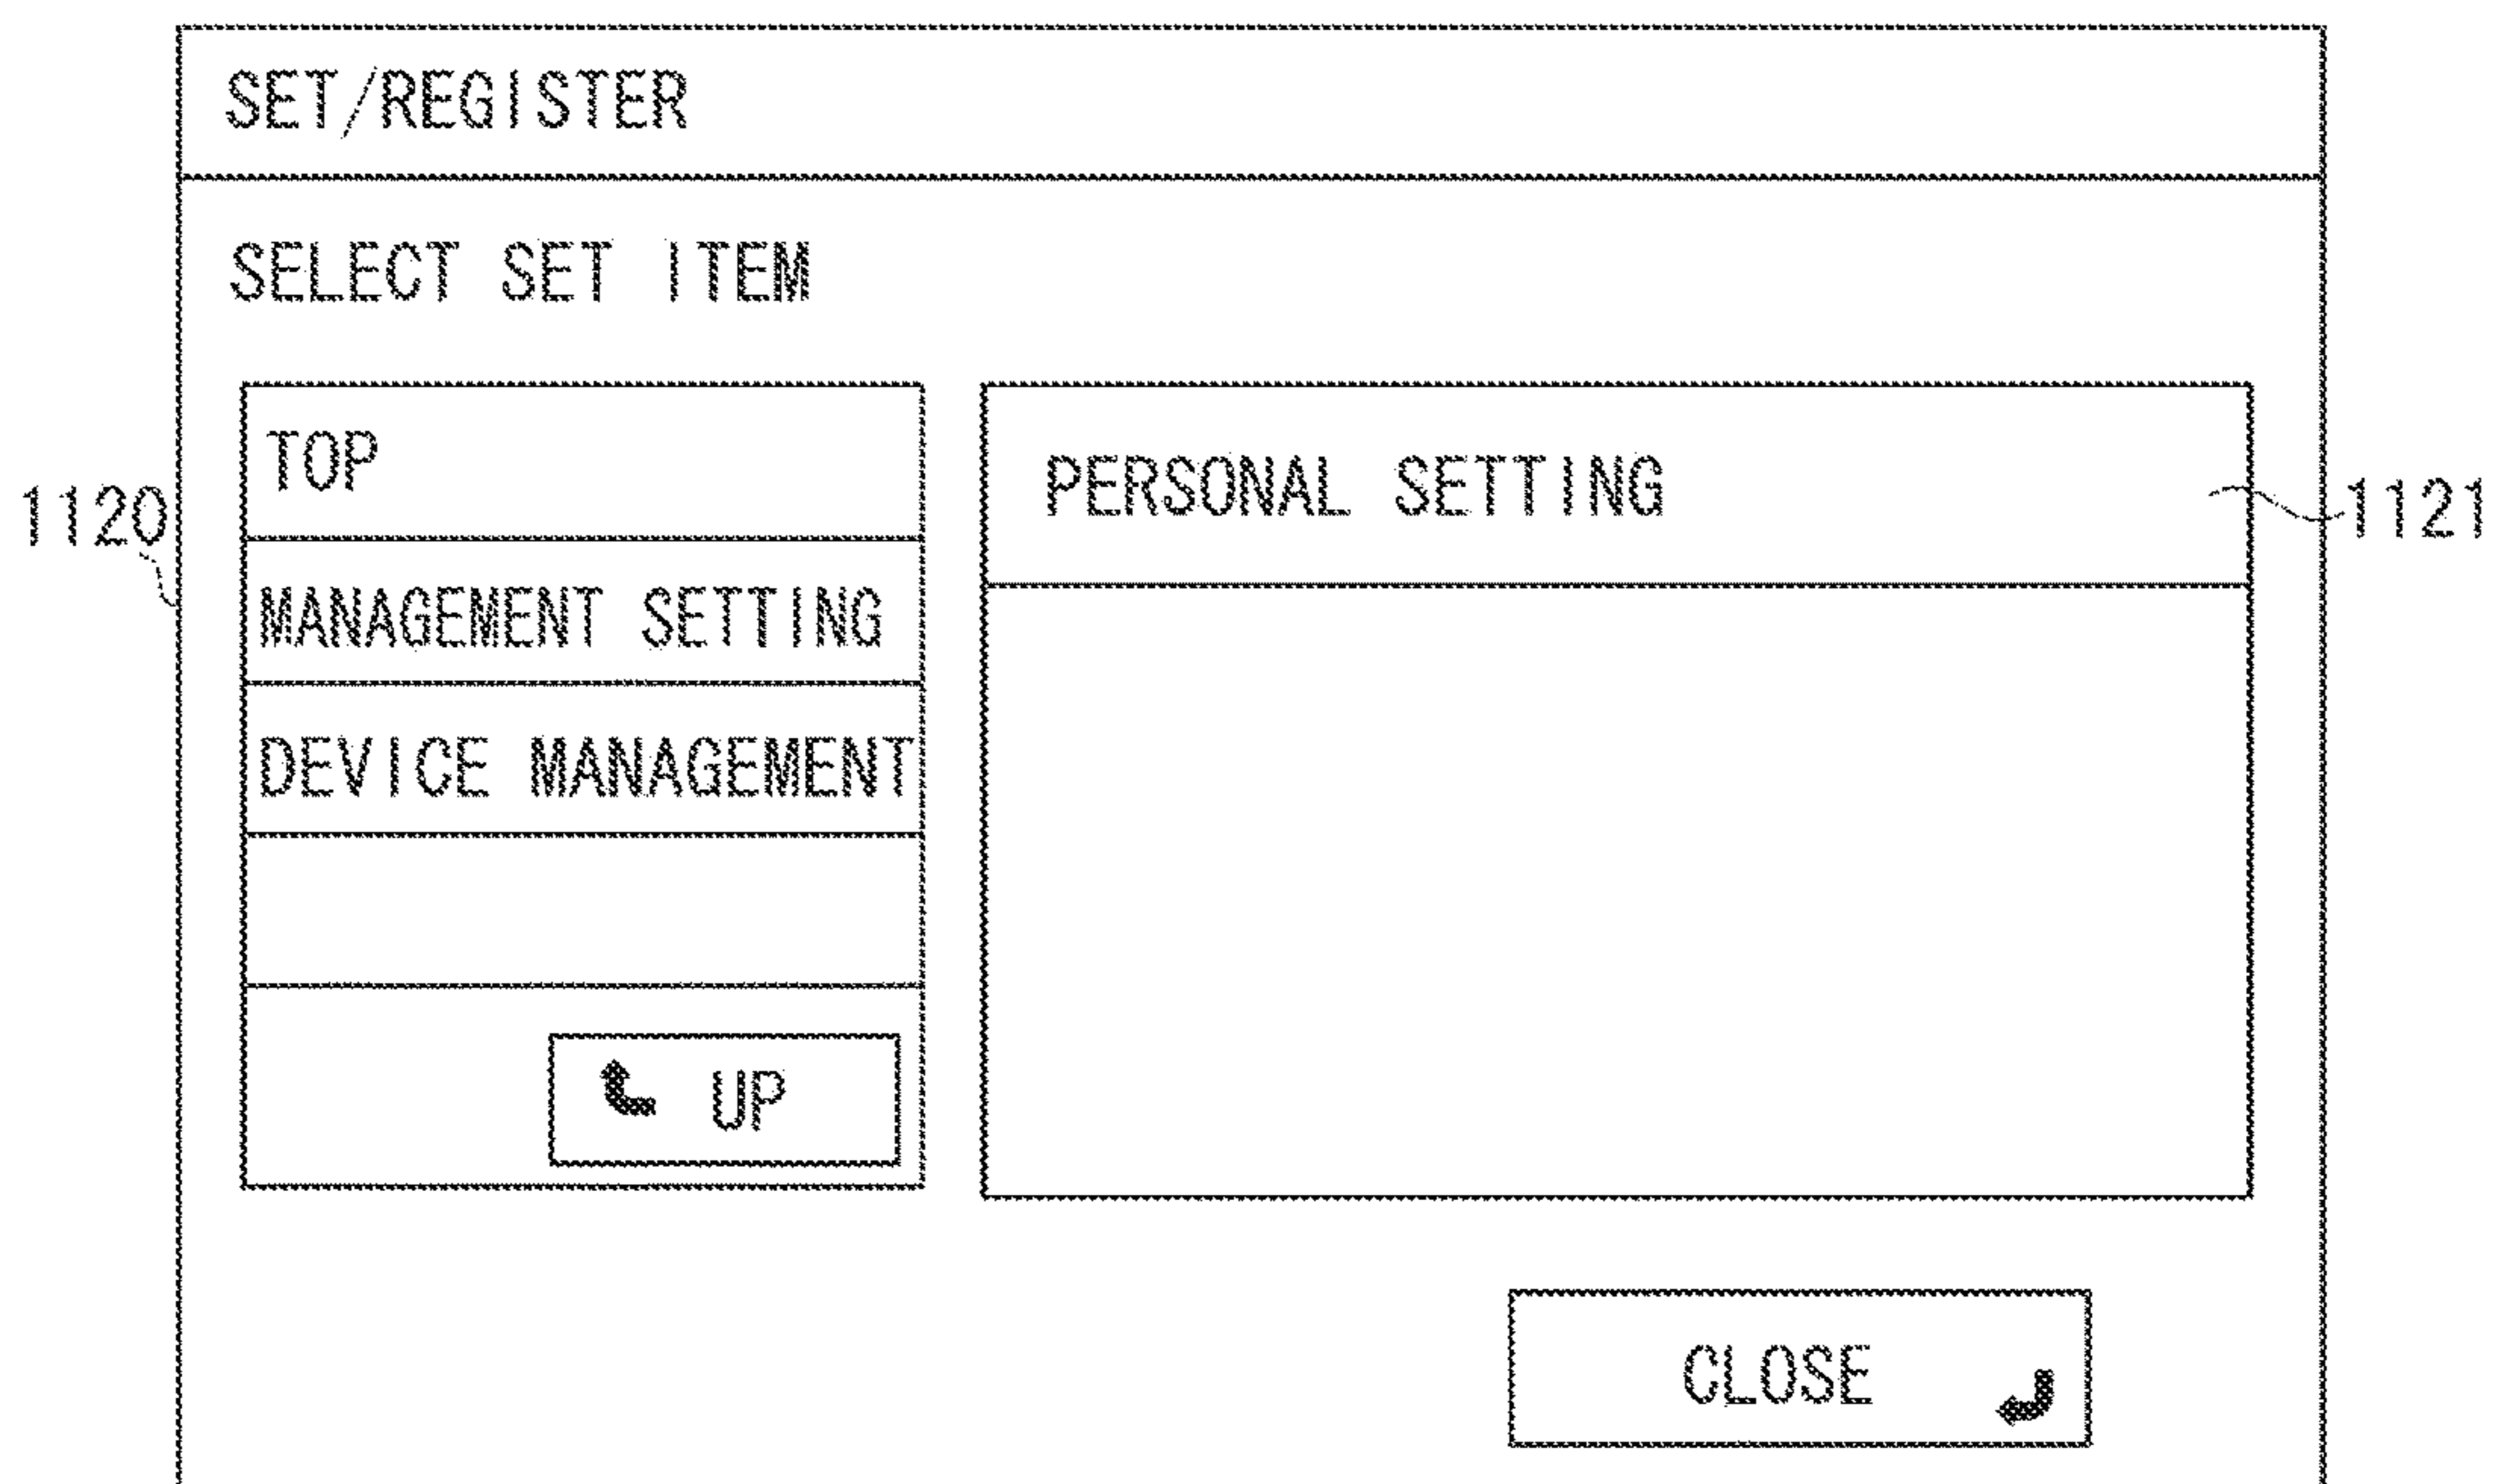 SET/REGISTER
SELECT SET ITEM
TOP
PERSONAL SETTING
1120
1121
MANAGEMENT SETTING
DEVICE MANAGEMENT
UP
CLOSE